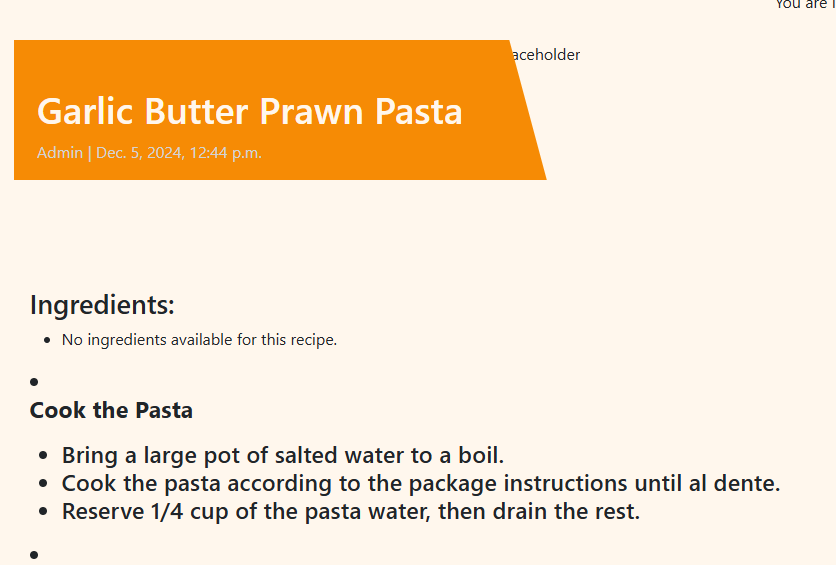 You are
aceholder
Garlic Butter Prawn Pasta
Admin | Dec. 5, 2024, 12:44 p.m.
Ingredients:
• No ingredients available for this recipe.
•
Cook the Pasta
• Bring a large pot of salted water to a boil.
• Cook the pasta according to the package instructions until al dente.
• Reserve 1/4 cup of the pasta water, then drain the rest.
•